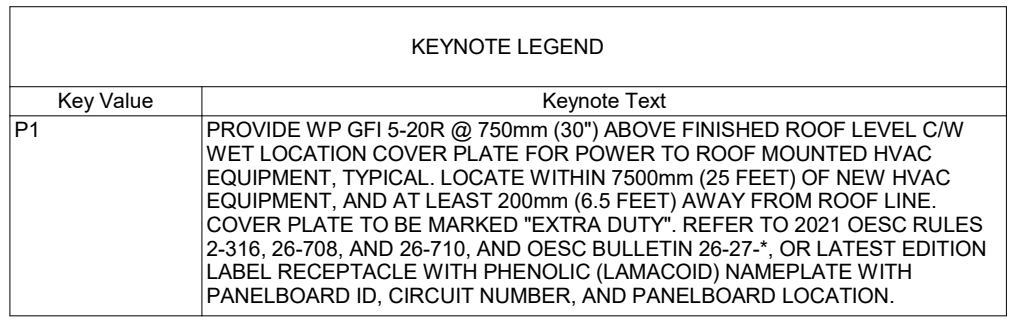 KEYNOTE LEGEND
Key Value Keynote Text
P1 PROVIDE WP GFI 5-20R @ 750mm (30") ABOVE FINISHED ROOF LEVEL C/W
WET LOCATION COVER PLATE FOR POWER TO ROOF MOUNTED HVAC
EQUIPMENT, TYPICAL. LOCATE WITHIN 7500mm (25 FEET) OF NEW HVAC
EQUIPMENT, AND AT LEAST 200mm (6.5 FEET) AWAY FROM ROOF LINE.
COVER PLATE TO BE MARKED "EXTRA DUTY". REFER TO 2021 OESC RULES
2-316, 26-708, AND 26-710, AND OESC BULLETIN 26-27-*, OR LATEST EDITION
LABEL RECEPTACLE WITH PHENOLIC (LAMACOID) NAMEPLATE WITH
PANELBOARD ID, CIRCUIT NUMBER, AND PANELBOARD LOCATION.